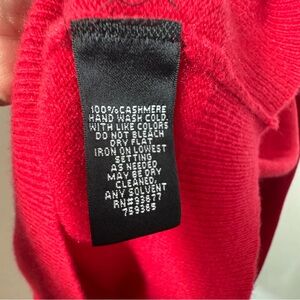 100% CASHMERE
HAND WASH COLD
WITH LIKE COLORS
DO NOT BLEACH
DRY FLAT
IRON ON LOWEST
SETTING
AS NEEDED
MAY BE DRY
CLEANED,
ANY SOLVENT
RN#93677
759365